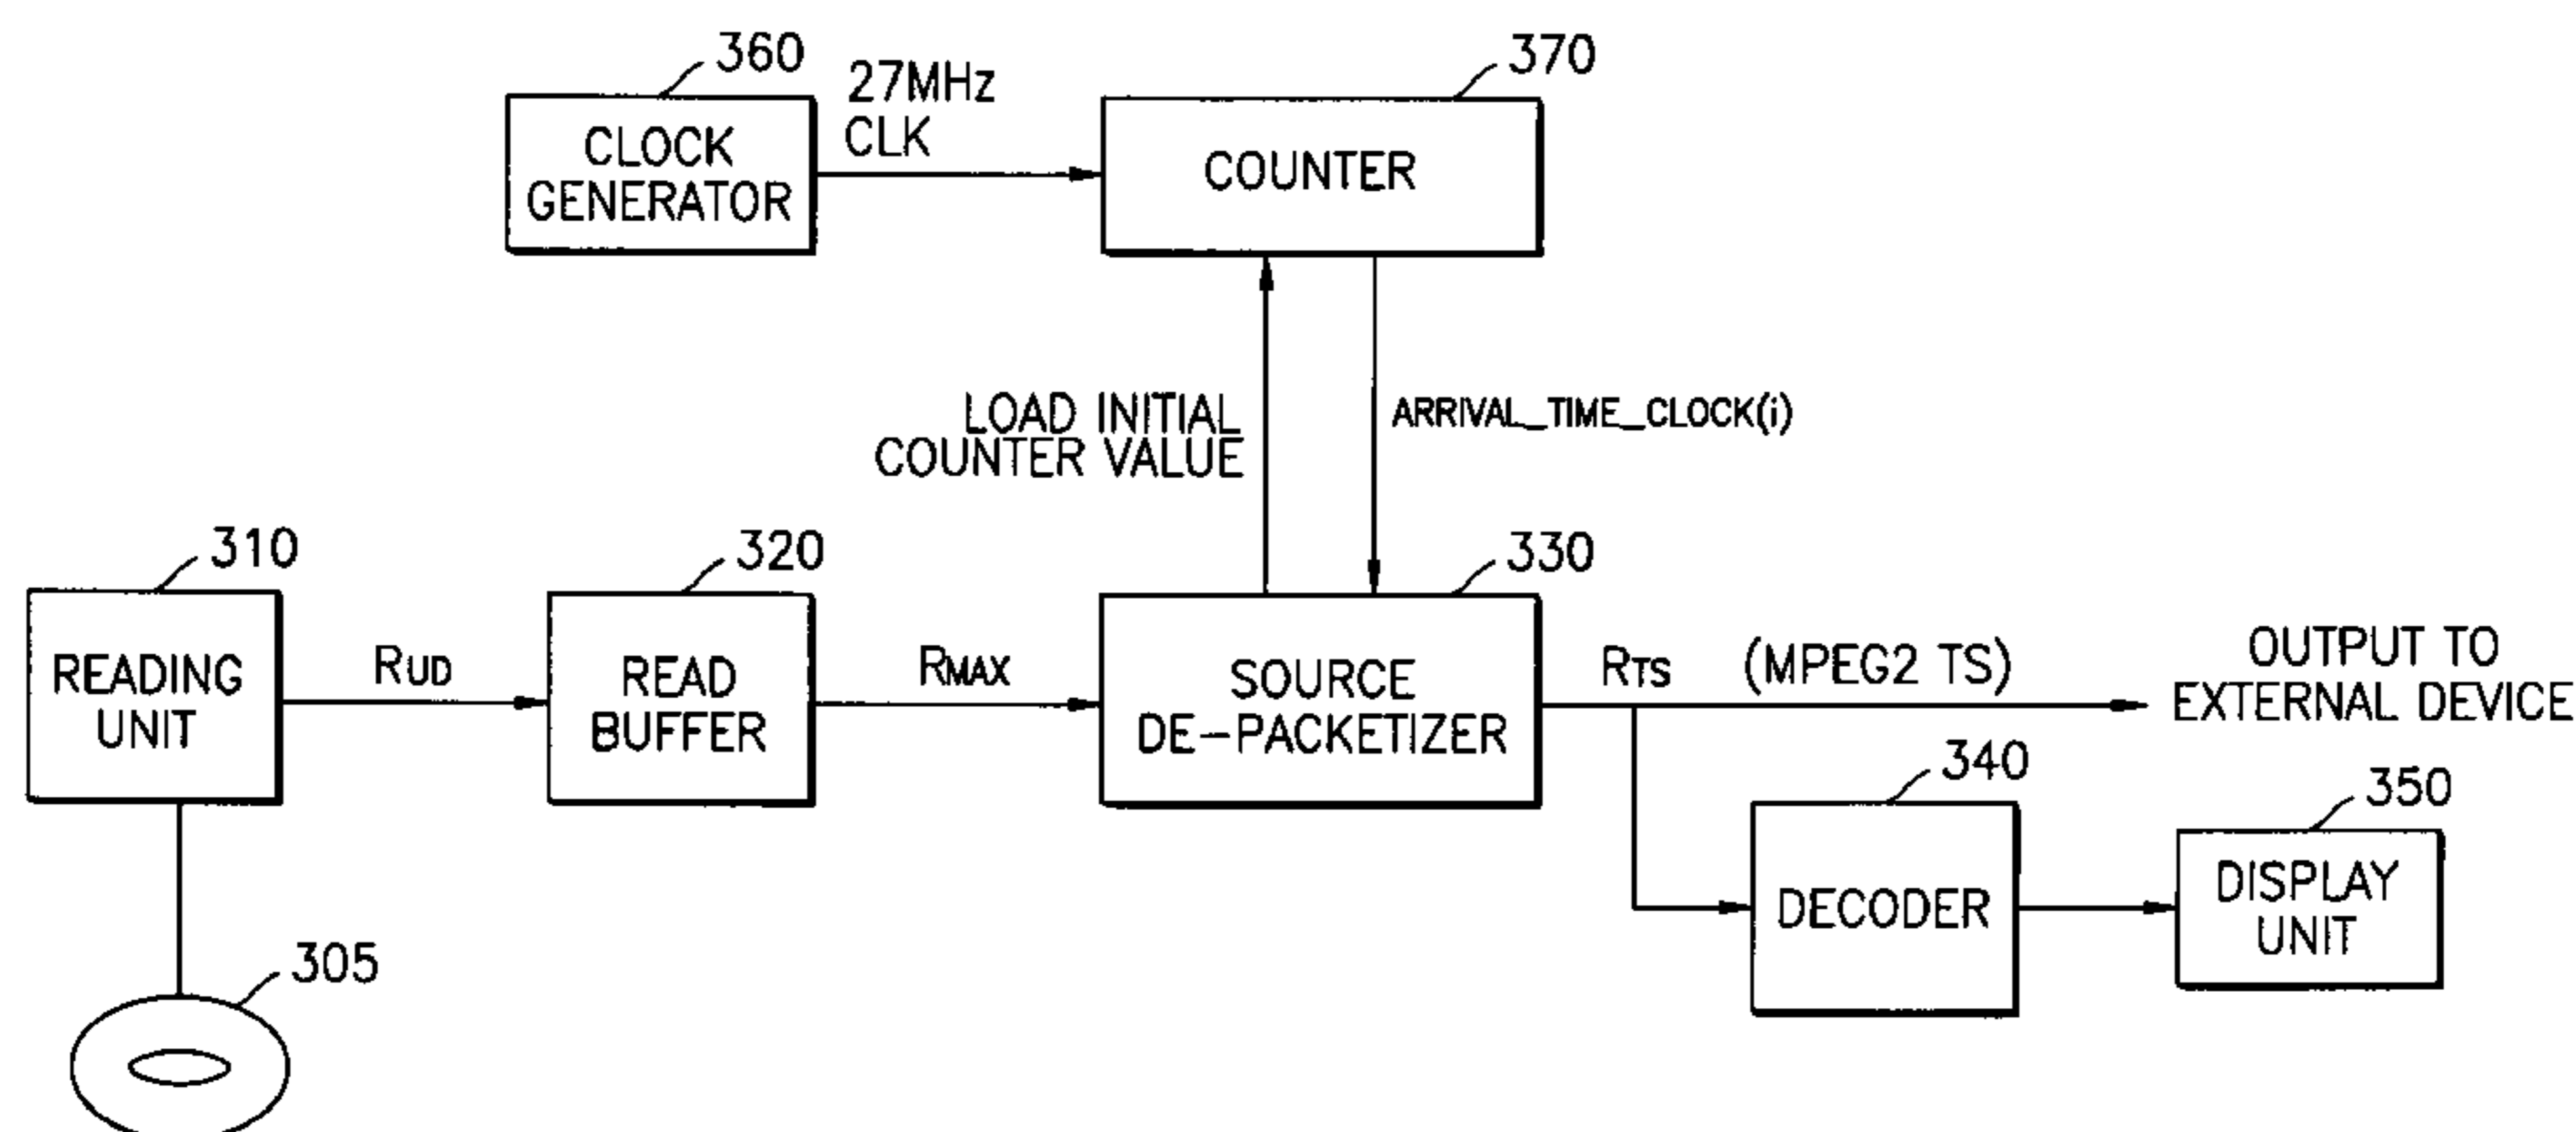 360
27MHz
CLK
370
CLOCK
GENERATOR
COUNTER
LOAD INITIAL
COUNTER VALUE
ARRIVAL_TIME_CLOCK(i)
310
320
330
READING
UNIT
RUD
READ
BUFFER
RMAX
SOURCE
DE-PACKETIZER
RTS (MPEG2 TS)
OUTPUT TO
EXTERNAL DEVICE
340
350
DECODER
DISPLAY
UNIT
305